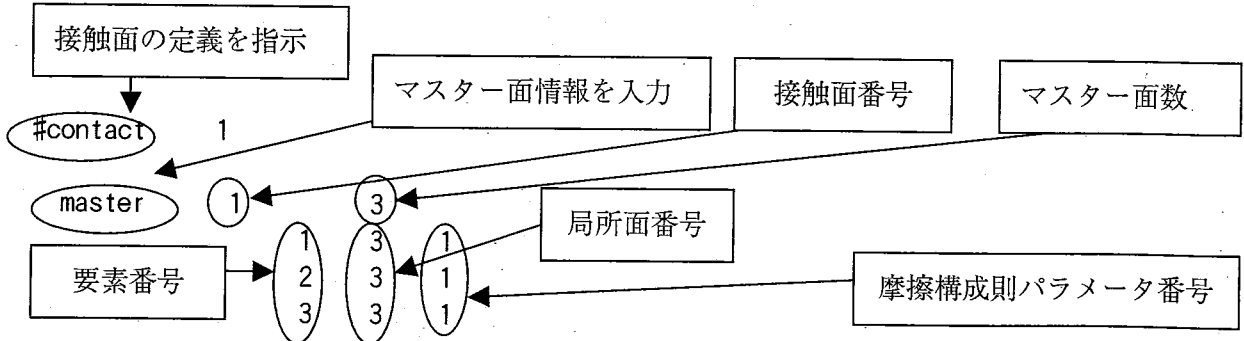 接触面の定義を指示
マスター面情報を入力
接触面番号
マスター面数
#contact 1
master 1 3
局所面番号
1 3 1
要素番号
2 3 1
摩擦構成則パラメータ番号
3 3 1